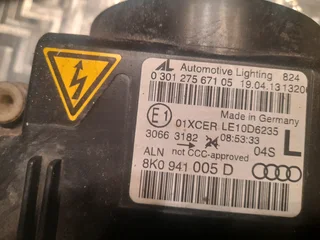 AL Automotive Lighting 824
0 301 275 671 05 19.04.13 1320
E1 Made in Germany
01XCER LE10D6235
3066 3182 08:53:33 04S L
ALN not CCC-approved
8K0 941 005 D